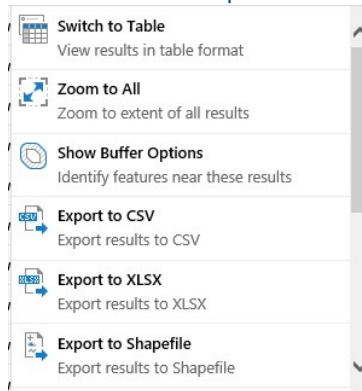 Switch to Table
View results in table format
Zoom to All
Zoom to extent of all results
Show Buffer Options
Identify features near these results
CSV
Export to CSV
Export results to CSV
XLSX
Export to XLSX
Export results to XLSX
Export to Shapefile
Export results to Shapefile